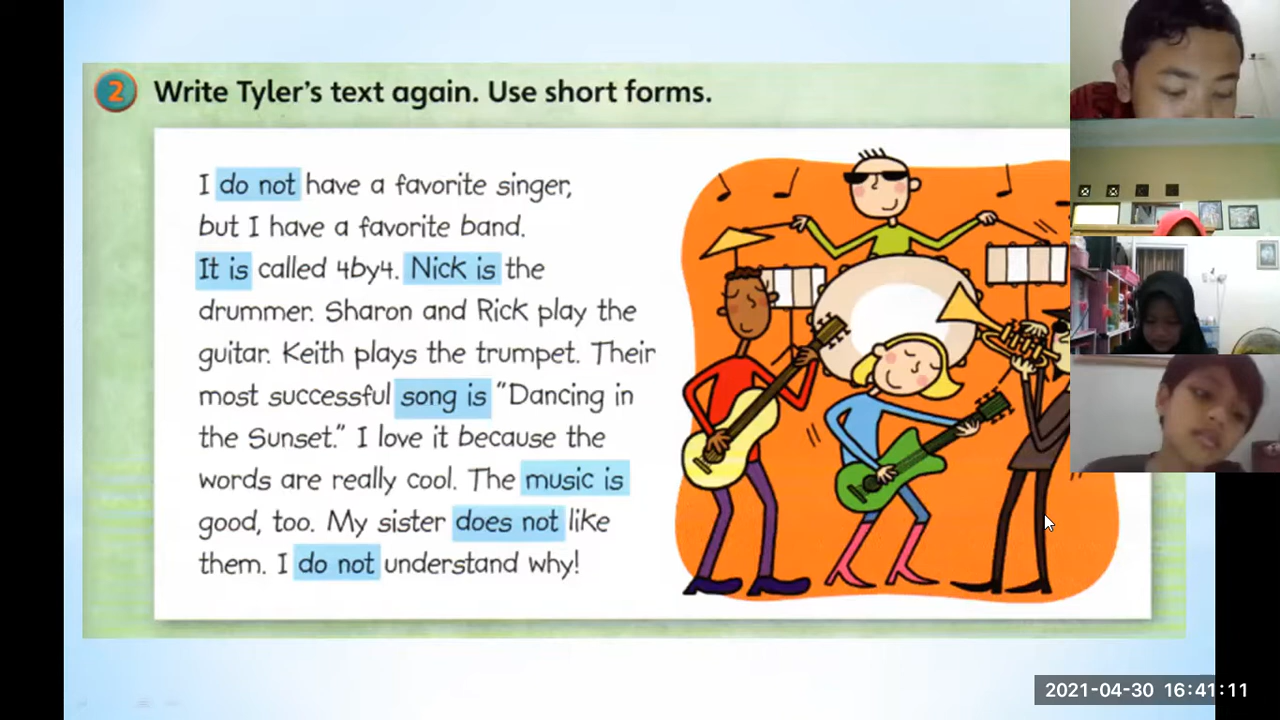 2 Write Tyler's text again. Use short forms.
I do not have a favorite singer,
but I have a favorite band.
It is called 4by4. Nick is the
drummer. Sharon and Rick play the
guitar. Keith plays the trumpet. Their
most successful song is "Dancing in
the Sunset." I love it because the
words are really cool. The music is
good, too. My sister does not like
them. I do not understand why!
2021-04-30 16:41:11